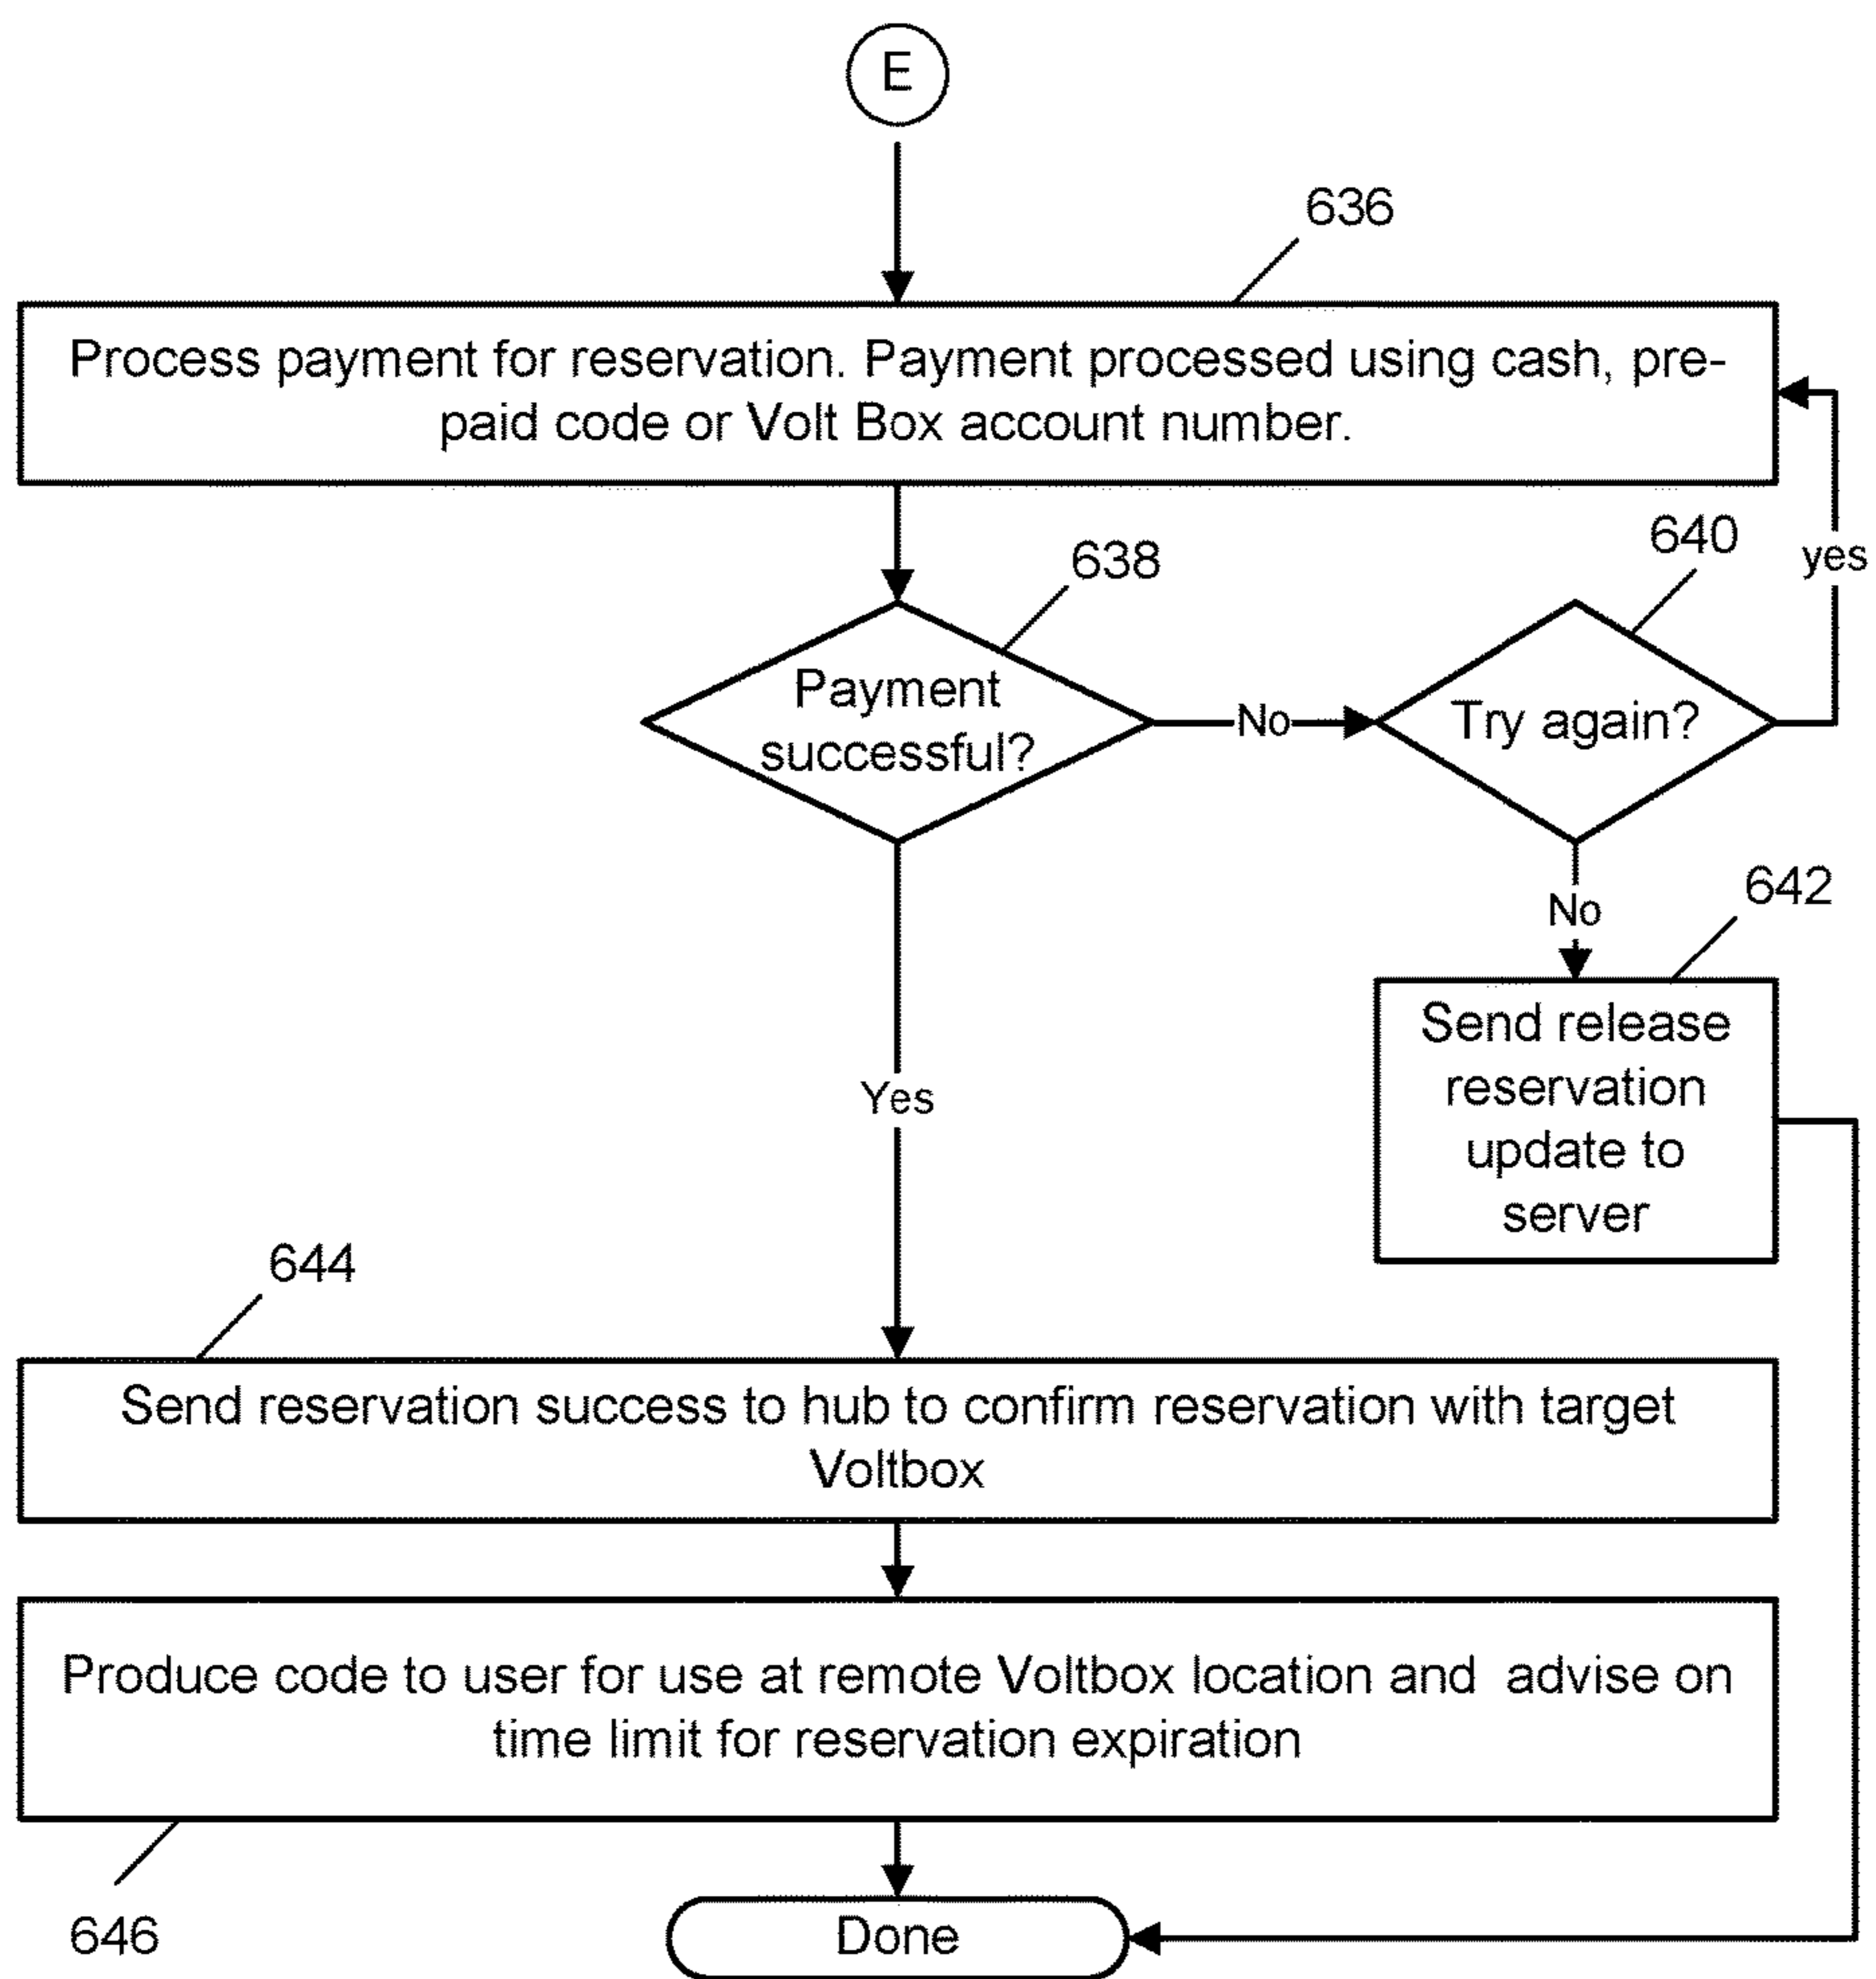 E
636
Process payment for reservation. Payment processed using cash, pre-
paid code or Volt Box account number.
638
640
yes
Payment
successful?
No
Try again?
No
642
Send release
reservation
update to
server
Yes
644
Send reservation success to hub to confirm reservation with target
Voltbox
Produce code to user for use at remote Voltbox location and  advise on
time limit for reservation expiration
646
Done